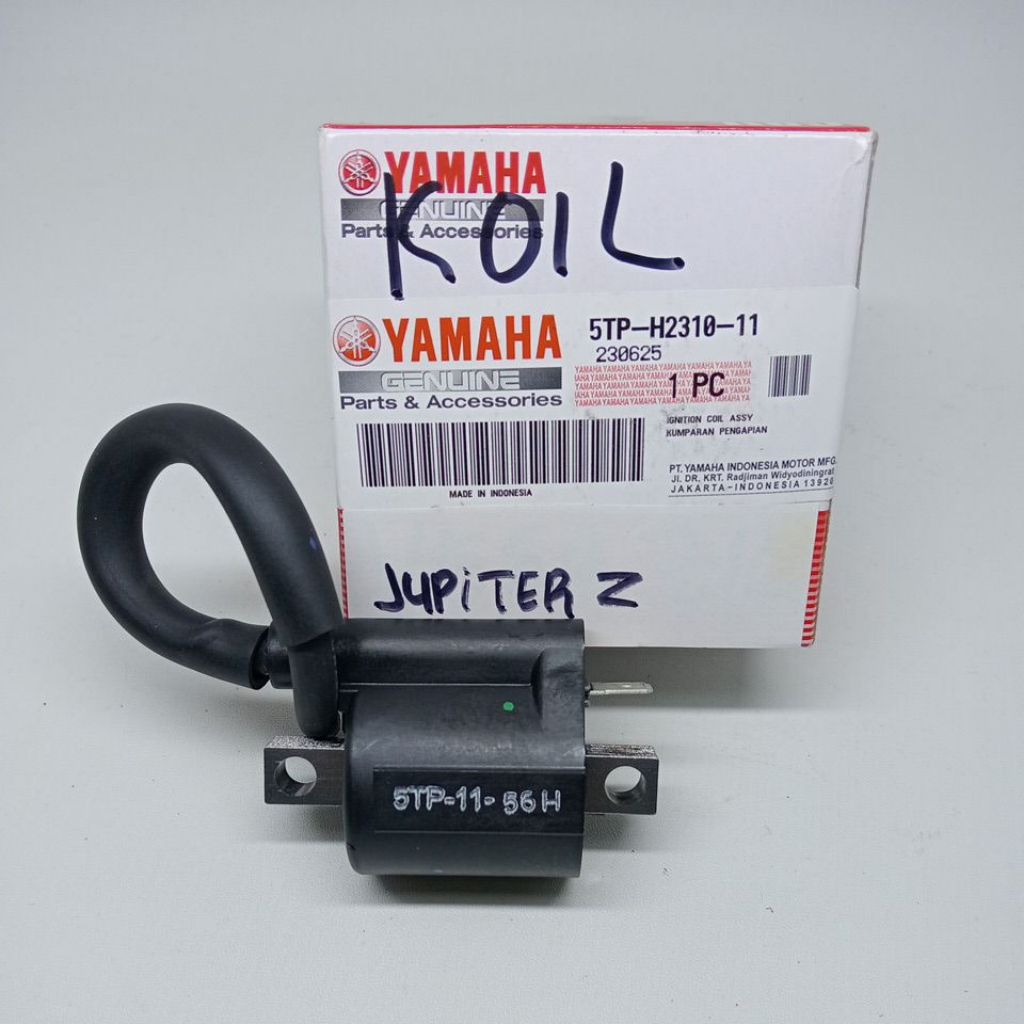 YAMAHA
GENUINE
Parts & Accessories
KOIL
YAMAHA
GENUINE
Parts & Accessories
5TP-H2310-11
230625
1 PC
IGNITION COIL ASSY
KUMPARAN PENGAPIAN
PT. YAMAHA INDONESIA MOTOR MFG.
Jl. DR. KRT. Radjiman Widyodiningrat
JAKARTA-INDONESIA 13920
MADE IN INDONESIA
JUPITER Z
5TP-11-56H